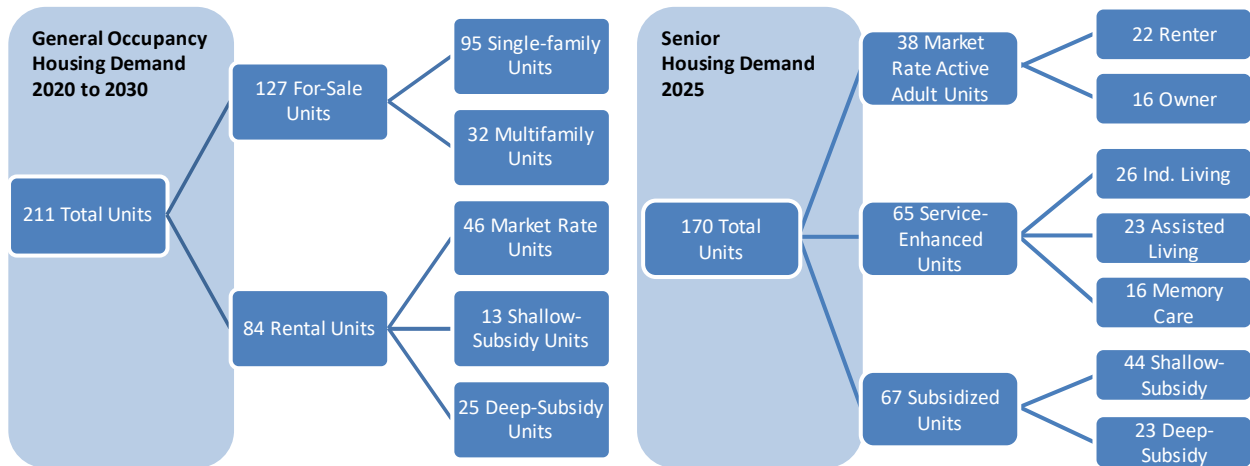 General Occupancy
Housing Demand
2020 to 2030
211 Total Units
127 For-Sale
Units
84 Rental Units
95 Single-family
Units
32 Multifamily
Units
46 Market Rate
Units
13 Shallow-
Subsidy Units
25 Deep-Subsidy
Units
Senior
Housing Demand
2025
170 Total
Units
38 Market
Rate Active
Adult Units
65 Service-
Enhanced
Units
67 Subsidized
Units
22 Renter
16 Owner
26 Ind. Living
23 Assisted
Living
16 Memory
Care
44 Shallow-
Subsidy
23 Deep-
Subsidy